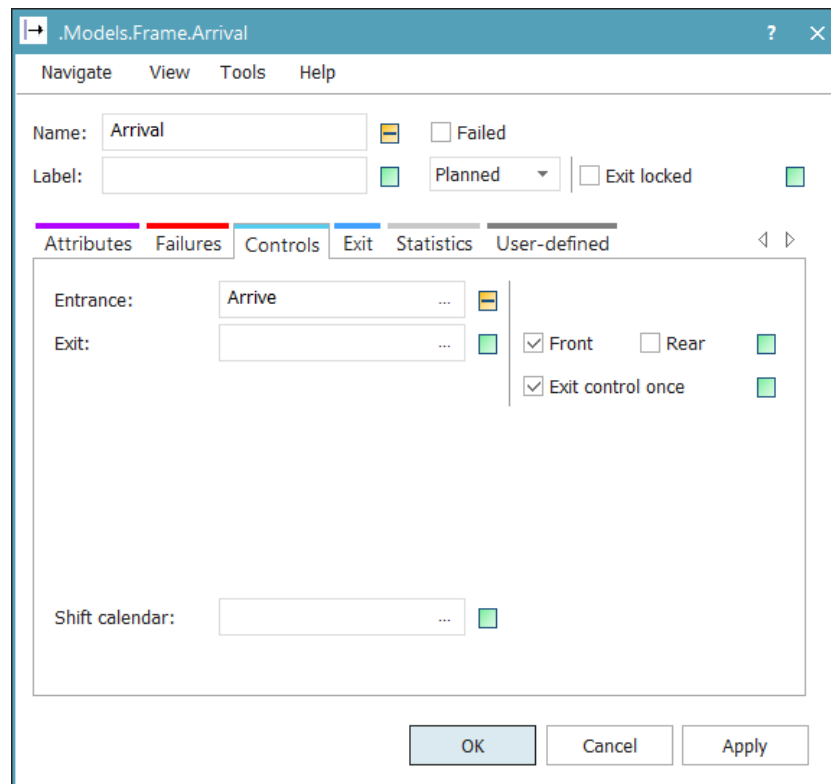 .Models.Frame.Arrival ?
Navigate View Tools Help
Name: Arrival Failed
Label: Planned Exit locked
Attributes Failures Controls Exit Statistics User-defined
Entrance: Arrive ...
Exit: ... Front Rear
Exit control once
Shift calendar: ...
OK Cancel Apply